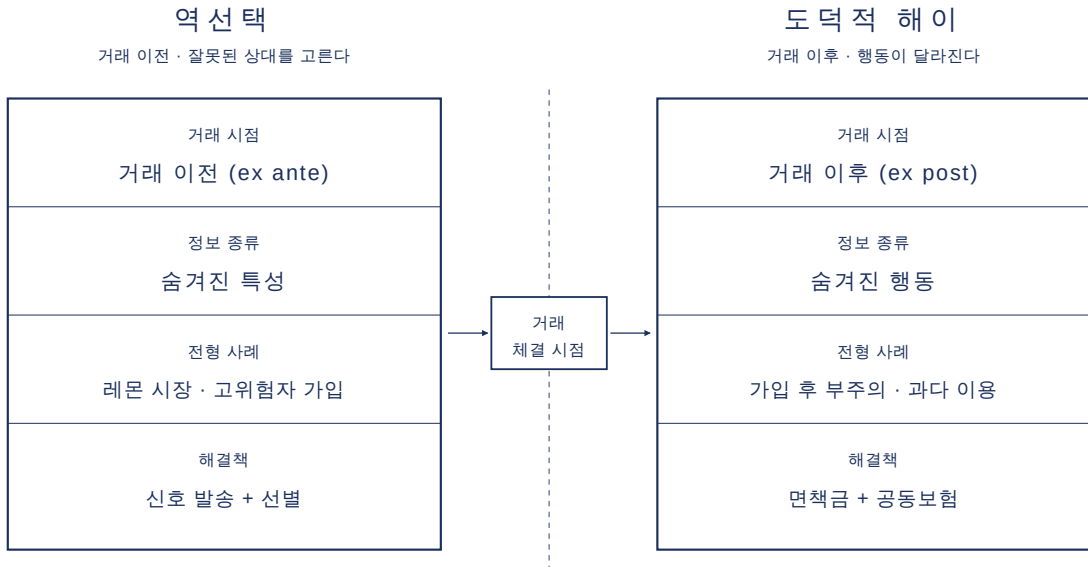 역선택
거래 이전 · 잘못된 상대를 고른다
거래 시점
거래 이전 (ex ante)
정보 종류
숨겨진 특성
전형 사례
레몬 시장 · 고위험자 가입
해결책
신호 발송 + 선별
거래
체결 시점
도덕적 해이
거래 이후 · 행동이 달라진다
거래 시점
거래 이후 (ex post)
정보 종류
숨겨진 행동
전형 사례
가입 후 부주의 · 과다 이용
해결책
면책금 + 공동보험